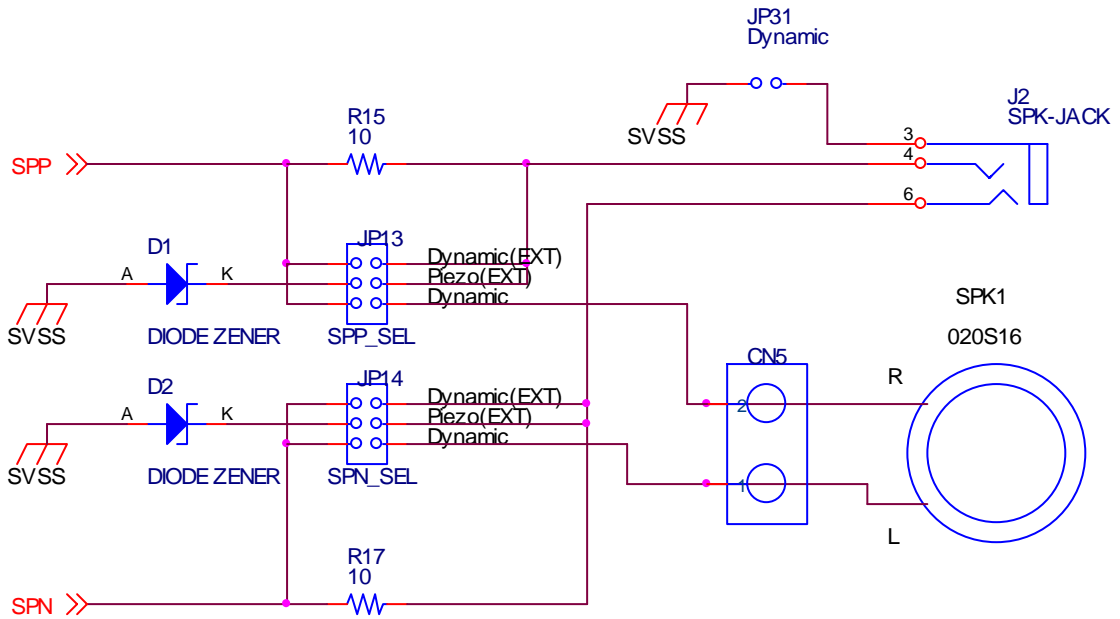 JP31
Dynamic
J2
SPK-JACK
SVSS
R15
10
3
4
6
SPP
D1
A
K
JP13
Dynamic(EXT)
Piezo(EXT)
Dynamic
SVSS
DIODE ZENER
SPP_SEL
SPK1
020S16
CN5
D2
A
K
JP14
Dynamic(EXT)
Piezo(EXT)
Dynamic
R
2
SVSS
DIODE ZENER
SPN_SEL
1
L
R17
10
SPN